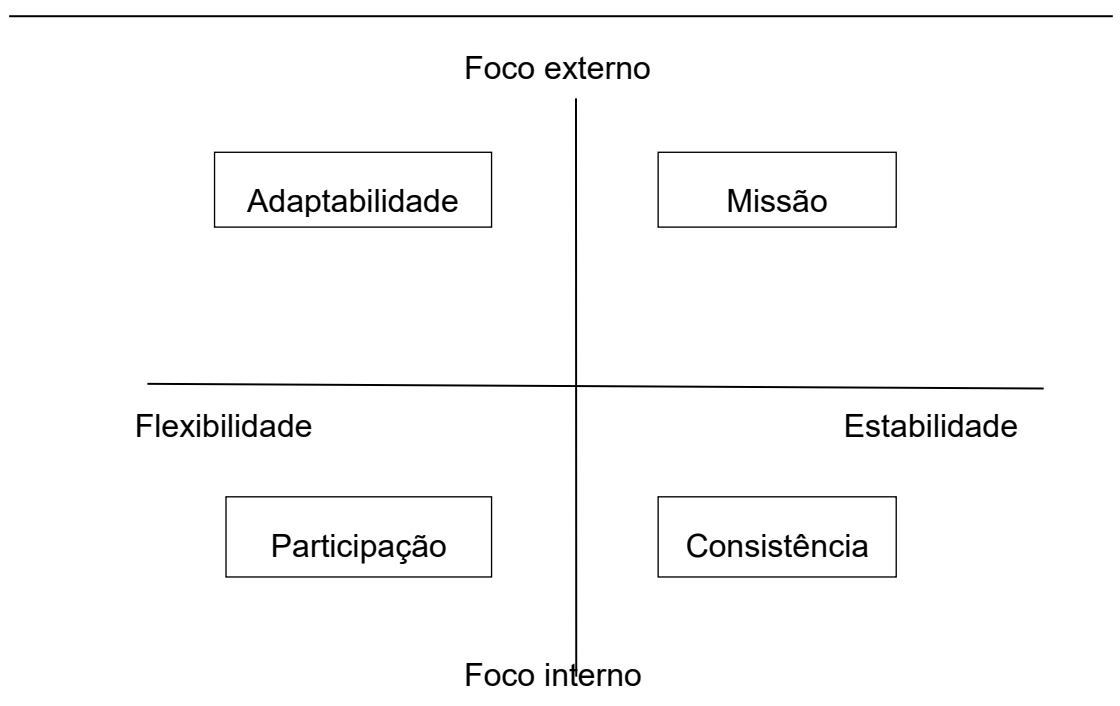 Foco externo
Adaptabilidade
Missão
Flexibilidade
Estabilidade
Participação
Consistência
Foco interno